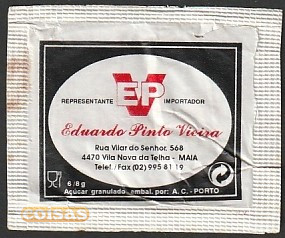 V
EP
REPRESENTANTE IMPORTADOR
Eduardo Pinto Vieira
Rua Vilar do Senhor, 568
4470 Vila Nova da Telha - MAIA
Telef./Fax (02) 995 81 19
6/8g
Açúcar granulado embal. por: A. C. - PORTO
coisas